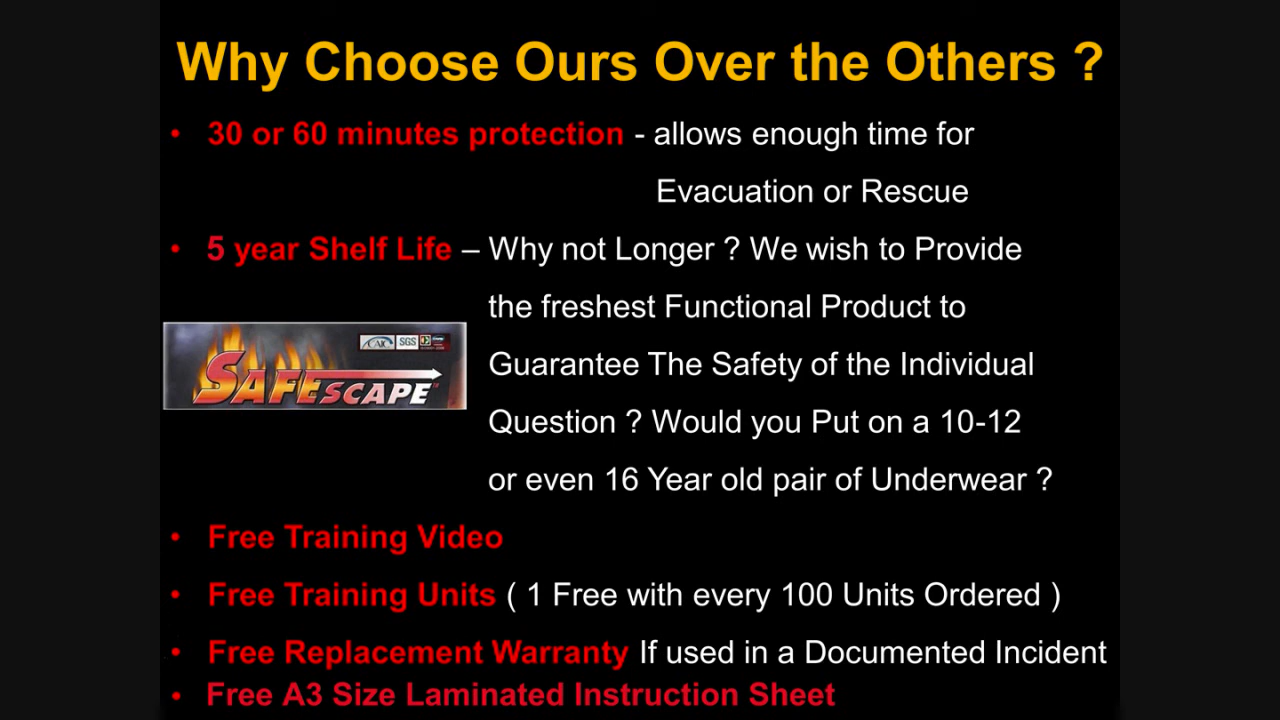 Why Choose Ours Over the Others ?
• 30 or 60 minutes protection - allows enough time for
Evacuation or Rescue
• 5 year Shelf Life – Why not Longer ? We wish to Provide
the freshest Functional Product to
CAIC SGS
Guarantee The Safety of the Individual
SAFESCAPE™
Question ? Would you Put on a 10-12
or even 16 Year old pair of Underwear ?
• Free Training Video
• Free Training Units ( 1 Free with every 100 Units Ordered )
• Free Replacement Warranty If used in a Documented Incident
• Free A3 Size Laminated Instruction Sheet